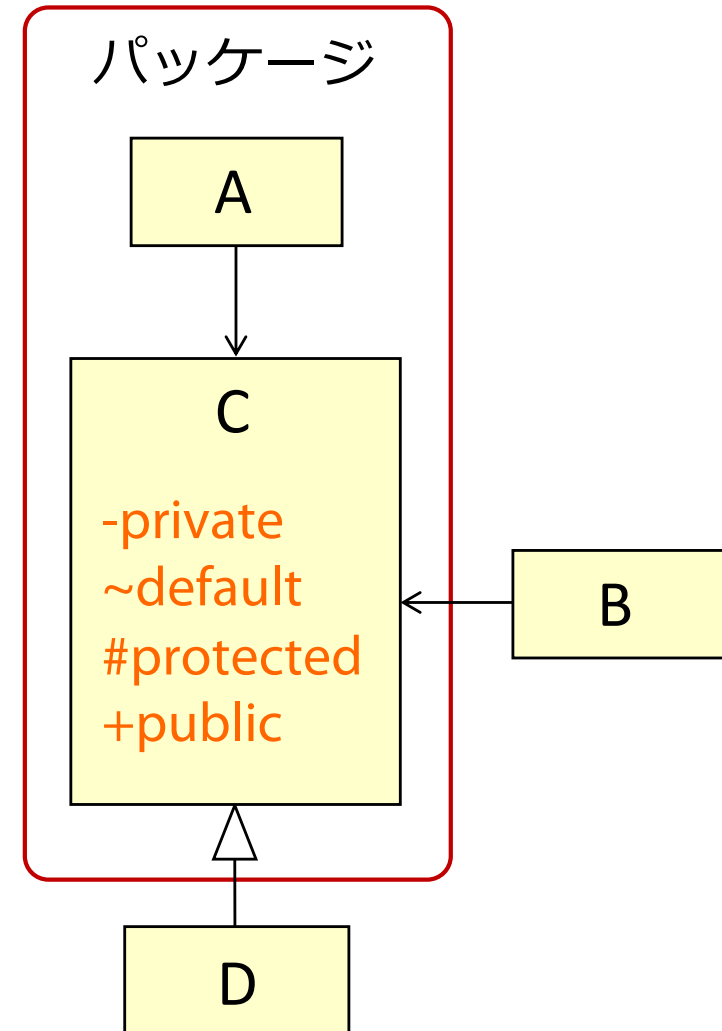 パッケージ
A
C
-private
~default
#protected
+public
B
D